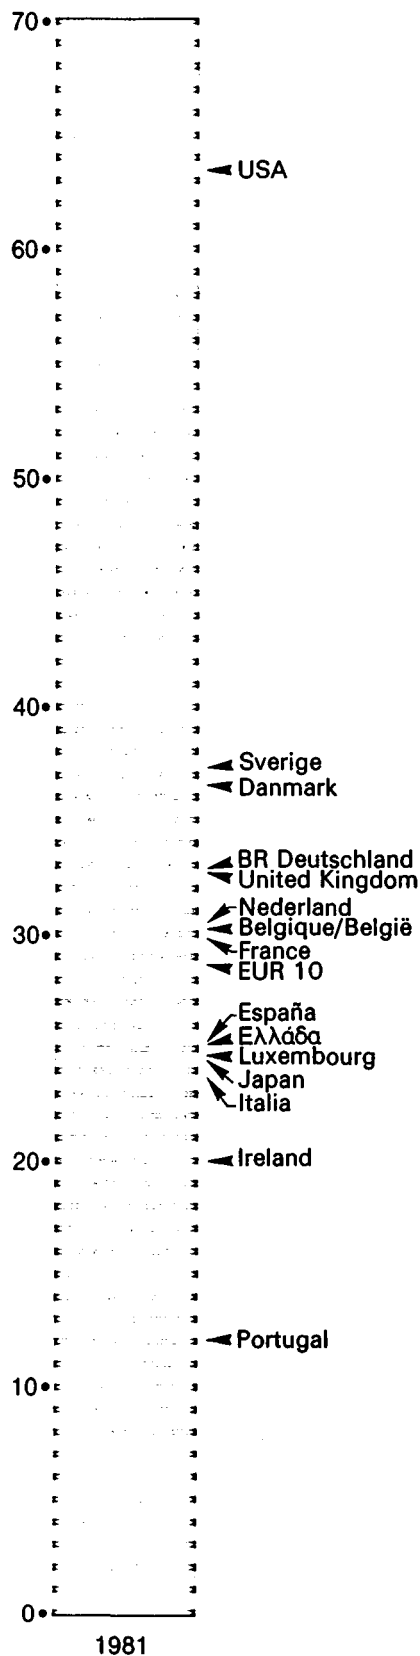 70
USA
60
50
40
Sverige
Danmark
BR Deutschland
United Kingdom
Nederland
30
Belgique/België
France
EUR 10
España
Ελλάδα
Luxembourg
Japan
Italia
20
Ireland
Portugal
10
0
1981